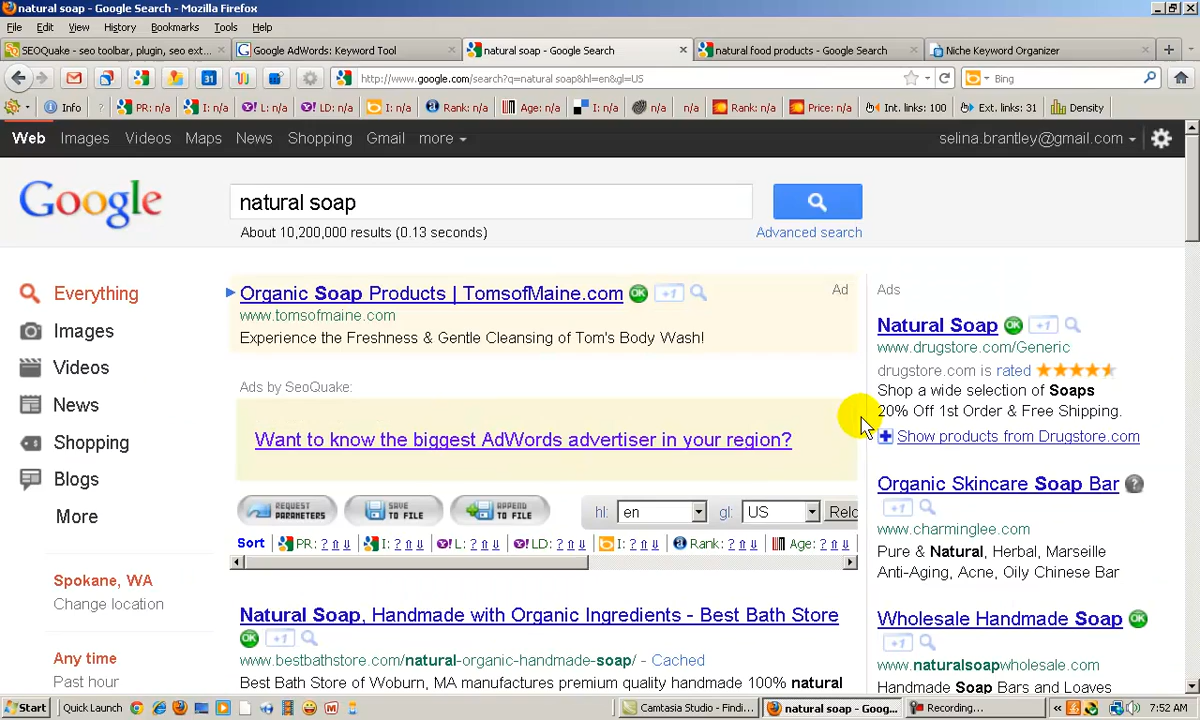 natural soap - Google Search - Mozilla Firefox
File Edit View History Bookmarks Tools Help
SEOQuake - seo toolbar, plugin, seo ext...
Google AdWords: Keyword Tool
natural soap - Google Search
natural food products - Google Search
Niche Keyword Organizer
http://www.google.com/search?q=natural soap&hl=en&gl=US
Bing
Info ? PR: n/a I: n/a L: n/a LD: n/a I: n/a Rank: n/a Age: n/a I: n/a n/a n/a Rank: n/a Price: n/a Int. links: 100 Ext. links: 31 Density
Web Images Videos Maps News Shopping Gmail more
selina.brantley@gmail.com
Google
natural soap
About 10,200,000 results (0.13 seconds)
Advanced search
Everything
Images
Videos
News
Shopping
Blogs
More
Spokane, WA
Change location
Any time
Past hour
Organic Soap Products | TomsofMaine.com OK +1
Ad
www.tomsofmaine.com
Experience the Freshness & Gentle Cleansing of Tom's Body Wash!
Ads by SeoQuake:
Want to know the biggest AdWords advertiser in your region?
REQUEST PARAMETERS
SAVE TO FILE
APPEND TO FILE
hl: en gl: US Relo
Sort PR: ? I: ? L: ? LD: ? I: ? Rank: ? Age: ?
Natural Soap, Handmade with Organic Ingredients - Best Bath Store
OK +1
www.bestbathstore.com/natural-organic-handmade-soap/ - Cached
Best Bath Store of Woburn, MA manufactures premium quality handmade 100% natural
Ads
Natural Soap OK +1
www.drugstore.com/Generic
drugstore.com is rated
Shop a wide selection of Soaps
20% Off 1st Order & Free Shipping.
Show products from Drugstore.com
Organic Skincare Soap Bar ?
+1
www.charminglee.com
Pure & Natural, Herbal, Marseille
Anti-Aging, Acne, Oily Chinese Bar
Wholesale Handmade Soap OK
+1
www.naturalsoapwholesale.com
Handmade Soap Bars and Loaves
Start Quick Launch
Camtasia Studio - Findi...
natural soap - Goog...
Recording...
7:52 AM